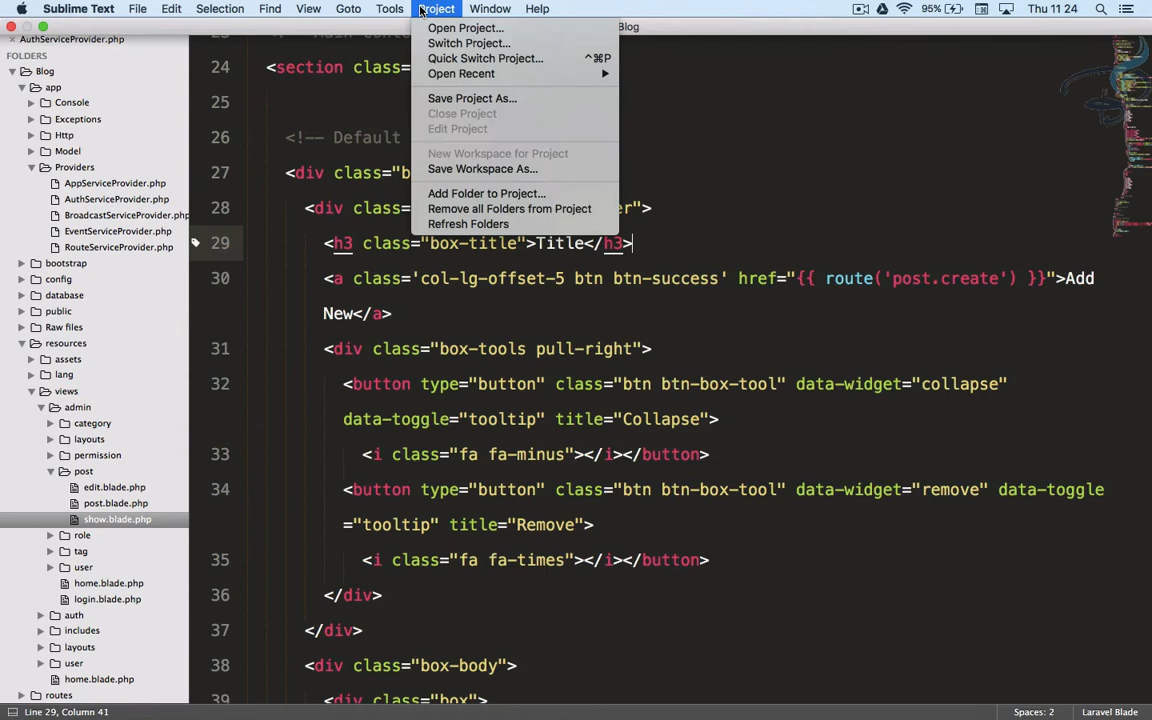 Sublime Text File Edit Selection Find View Goto Tools Project Window Help 95% Thu 11 24
Blog
Open Project...
Switch Project...
Quick Switch Project... ^⌘P
Open Recent
Save Project As...
Close Project
Edit Project
New Workspace for Project
Save Workspace As...
Add Folder to Project...
Remove all Folders from Project
Refresh Folders
AuthServiceProvider.php
FOLDERS
Blog
app
Console
Exceptions
Http
Model
Providers
AppServiceProvider.php
AuthServiceProvider.php
BroadcastServiceProvider.php
EventServiceProvider.php
RouteServiceProvider.php
bootstrap
config
database
public
Raw files
resources
assets
lang
views
admin
category
layouts
permission
post
edit.blade.php
post.blade.php
show.blade.php
role
tag
user
home.blade.php
login.blade.php
auth
includes
layouts
user
home.blade.php
routes
24 <section class=
25
26 <!-- Default
27 <div class="b
28 <div class= er">
29 <h3 class="box-title">Title</h3>
30 <a class='col-lg-offset-5 btn btn-success' href="{{ route('post.create') }}">Add
New</a>
31 <div class="box-tools pull-right">
32 <button type="button" class="btn btn-box-tool" data-widget="collapse"
data-toggle="tooltip" title="Collapse">
33 <i class="fa fa-minus"></i></button>
34 <button type="button" class="btn btn-box-tool" data-widget="remove" data-toggle
="tooltip" title="Remove">
35 <i class="fa fa-times"></i></button>
36 </div>
37 </div>
38 <div class="box-body">
39 <div class="box">
Line 29, Column 41 Spaces: 2 Laravel Blade